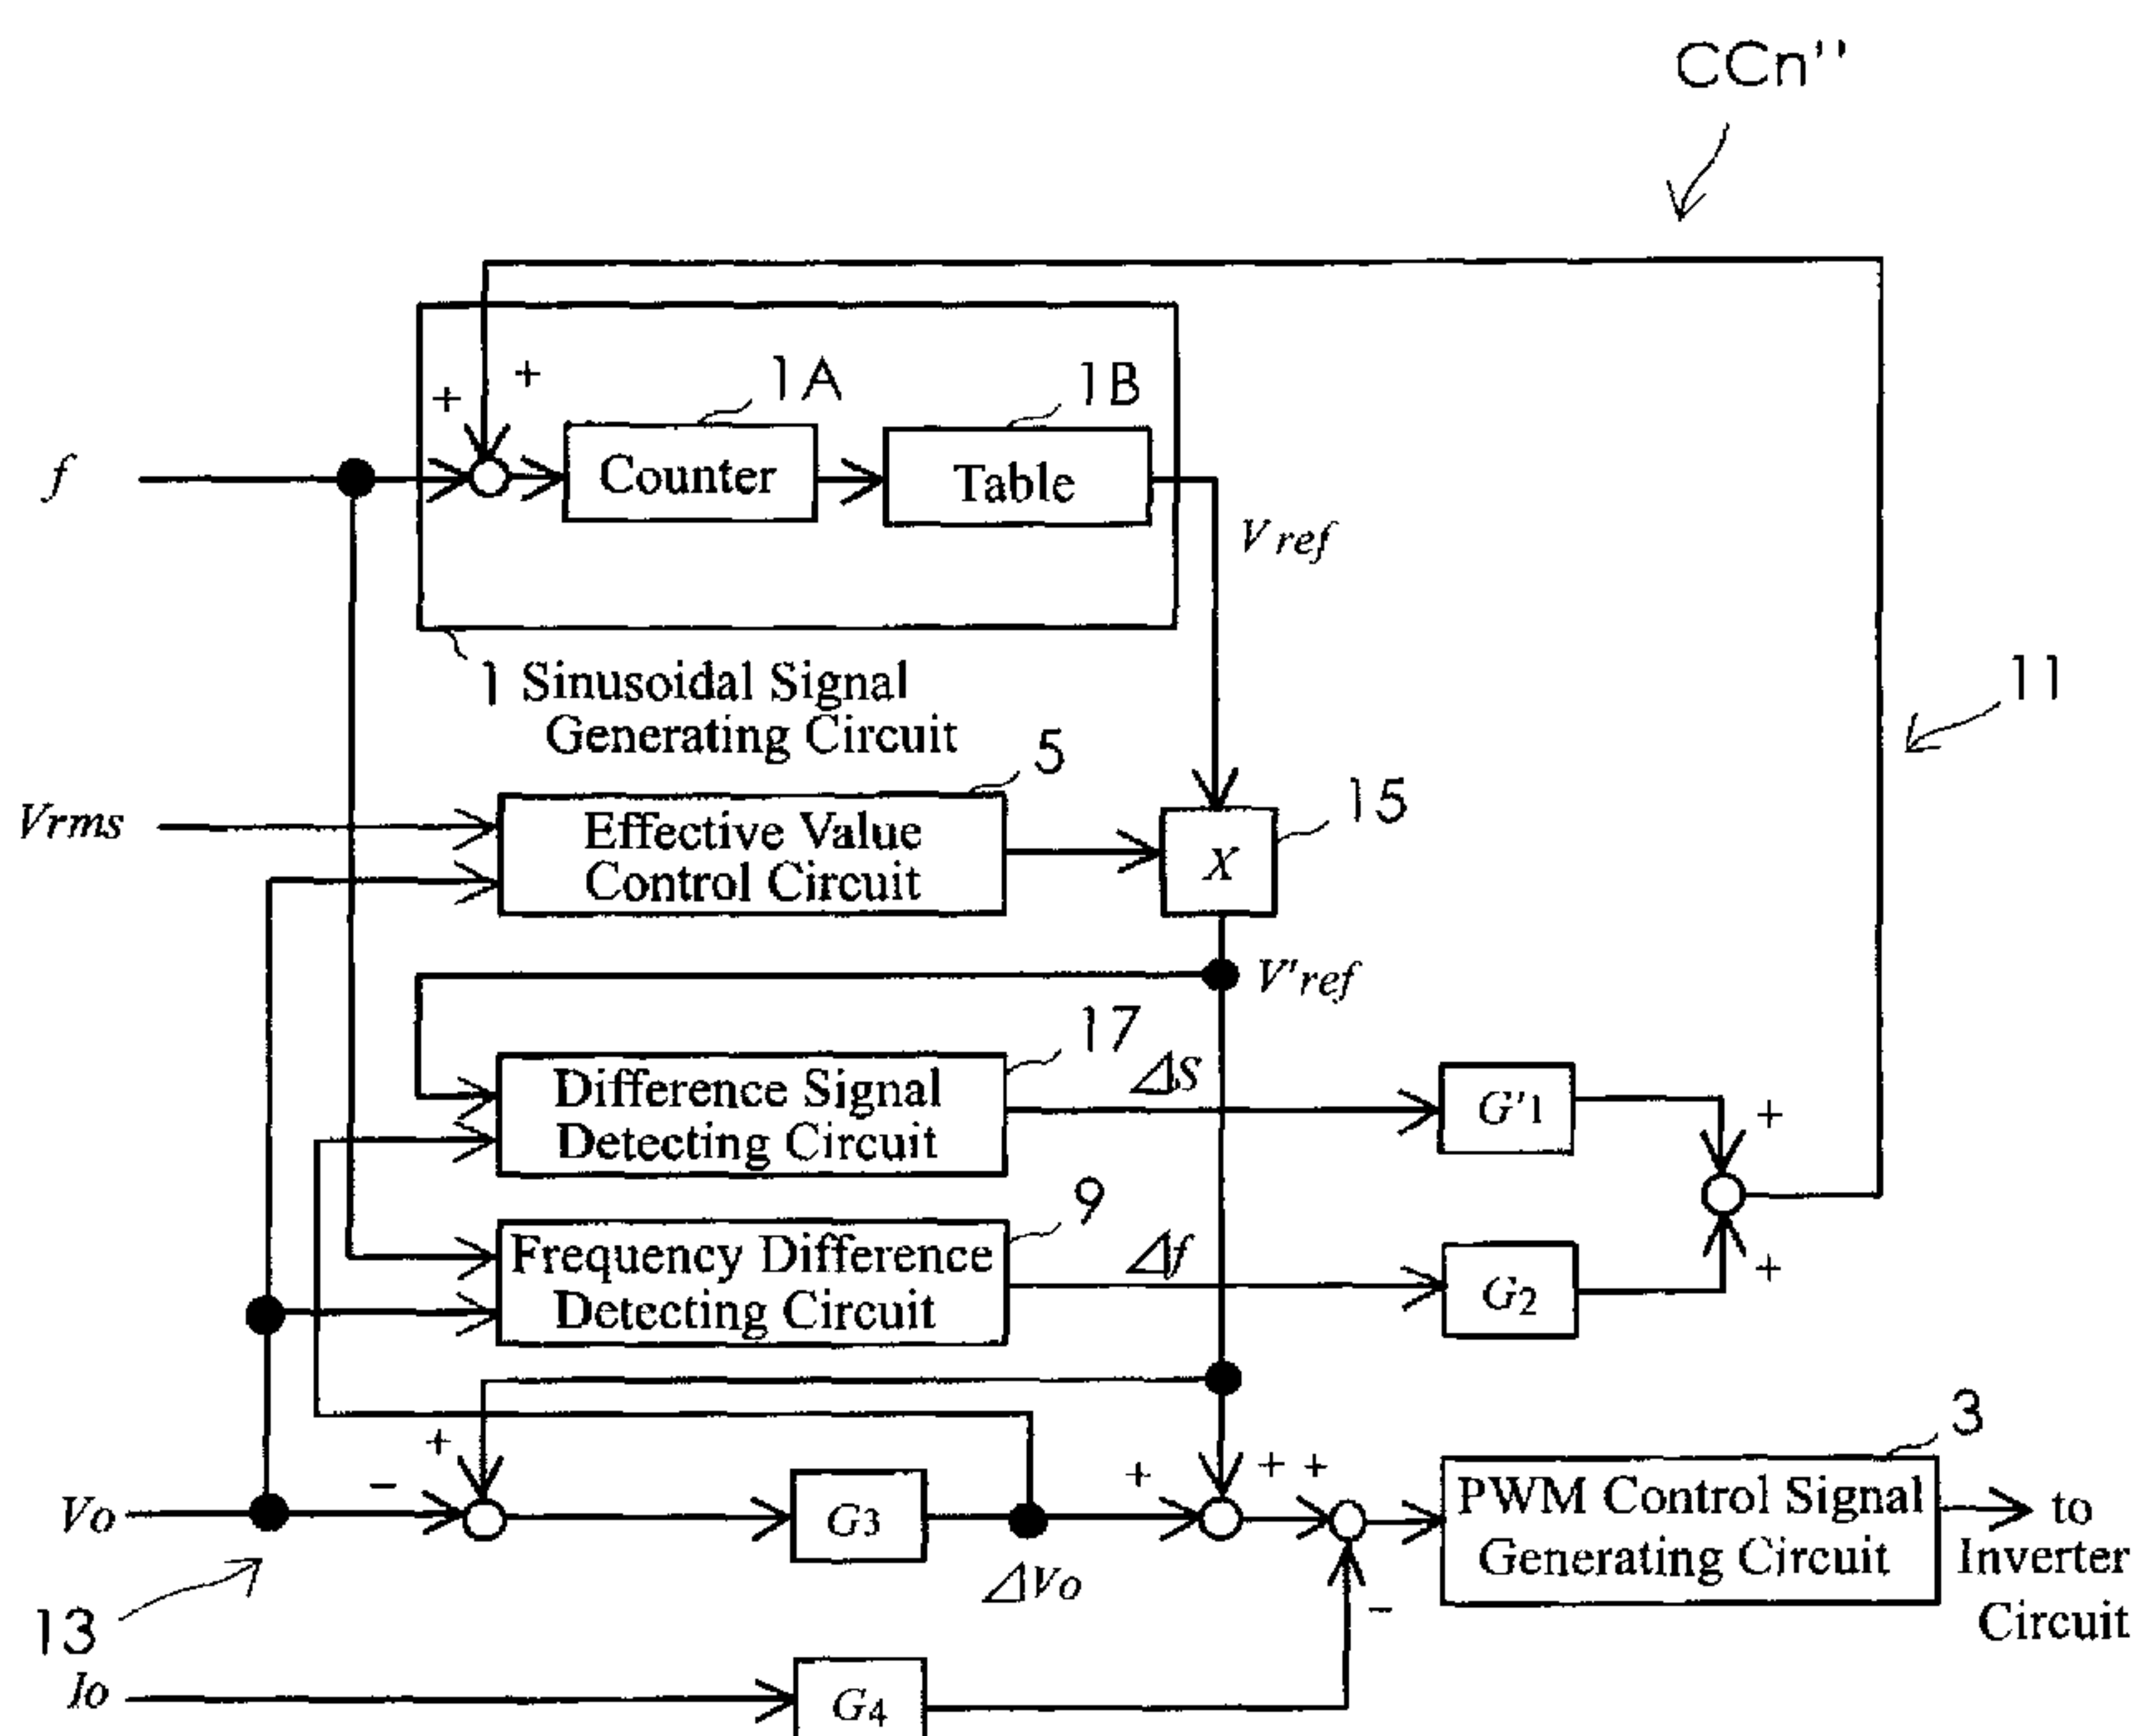 CCn''
+
+
1A
1B
f
Counter
Table
Vref
1 Sinusoidal Signal
Generating Circuit
11
5
15
Vrms
Effective Value
Control Circuit
X
V'ref
17
Difference Signal
Detecting Circuit
ΔS
G'1
+
9
Frequency Difference
Detecting Circuit
Δf
G2
+
3
+
−
+
+ +
Vo
G3
PWM Control Signal
Generating Circuit
to
Inverter
Circuit
ΔVo
−
13
Io
G4